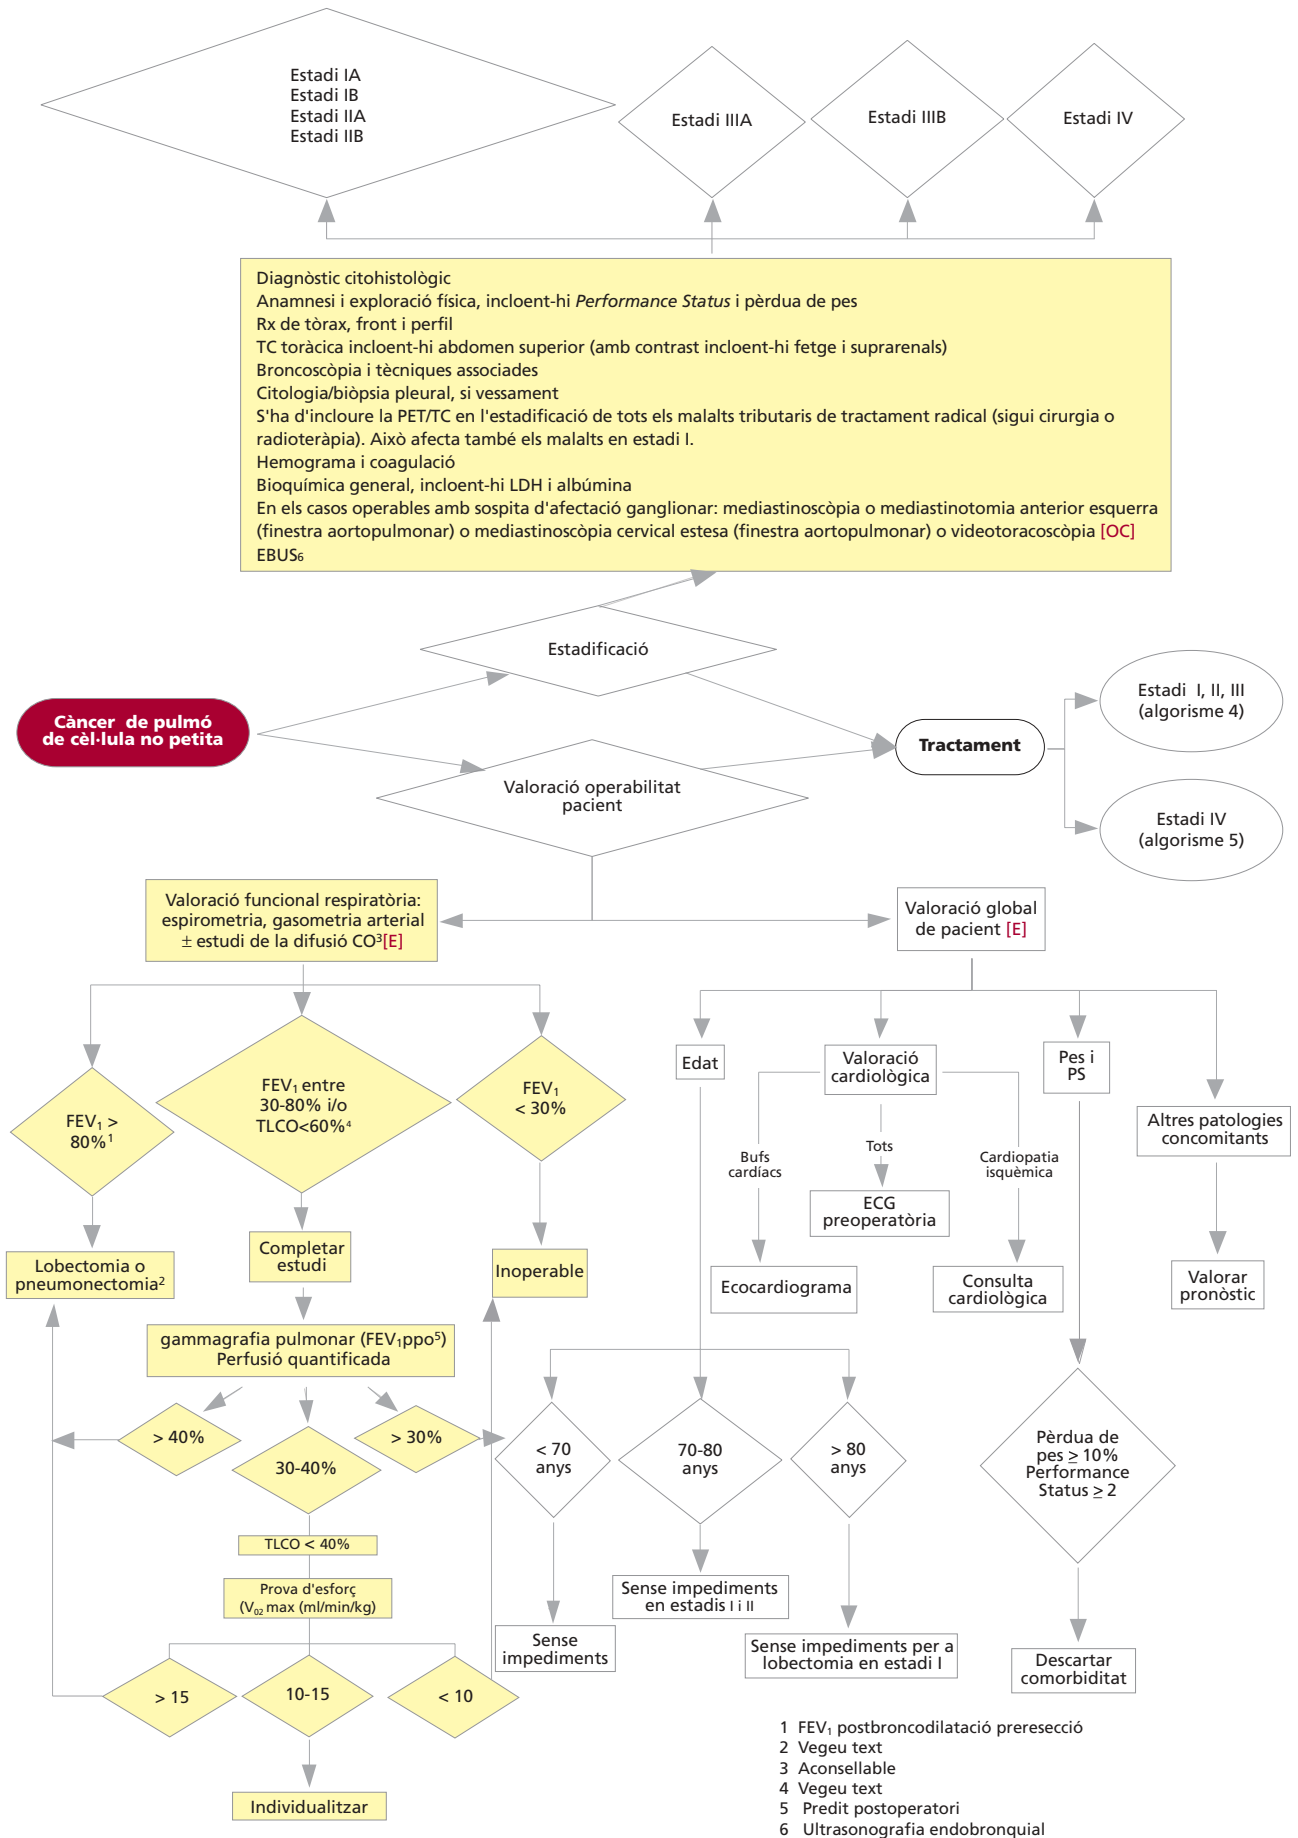 Estadi IA
Estadi IB
Estadi IIA
Estadi IIB
Estadi IIIA
Estadi IIIB
Estadi IV
Diagnòstic citohistològic
Anamnesi i exploració física, incloent-hi Performance Status i pèrdua de pes
Rx de tòrax, front i perfil
TC toràcica incloent-hi abdomen superior (amb contrast incloent-hi fetge i suprarenals)
Broncoscòpia i tècniques associades
Citologia/biòpsia pleural, si vessament
S'ha d'incloure la PET/TC en l'estadificació de tots els malalts tributaris de tractament radical (sigui cirurgia o
radioteràpia). Això afecta també els malalts en estadi I.
Hemograma i coagulació
Bioquímica general, incloent-hi LDH i albúmina
En els casos operables amb sospita d'afectació ganglionar: mediastinoscòpia o mediastinotomia anterior esquerra
(finestra aortopulmonar) o mediastinoscòpia cervical estesa (finestra aortopulmonar) o videotoracoscòpia [OC]
EBUS6
Estadificació
Càncer de pulmó
de cèl·lula no petita
Valoració operabilitat
pacient
Tractament
Estadi I, II, III
(algorisme 4)
Estadi IV
(algorisme 5)
Valoració funcional respiratòria:
espirometria, gasometria arterial
± estudi de la difusió CO³[E]
Valoració global
de pacient [E]
FEV₁ >
80%¹
FEV₁ entre
30-80% i/o
TLCO<60%⁴
FEV₁
< 30%
Edat
Valoració
cardiològica
Pes i
PS
Altres patologies
concomitants
Bufs
cardíacs
Tots
Cardiopatia
isquèmica
ECG
preoperatòria
Ecocardiograma
Consulta
cardiològica
Valorar
pronòstic
Lobectomia o
pneumonectomia²
Completar
estudi
Inoperable
gammagrafia pulmonar (FEV₁ppo⁵)
Perfusió quantificada
> 40%
30-40%
> 30%
< 70
anys
70-80
anys
> 80
anys
Pèrdua de
pes ≥ 10%
Performance
Status ≥ 2
TLCO < 40%
Prova d'esforç
(V₀₂ max (ml/min/kg)
Sense impediments
en estadis I i II
Sense
impediments
Sense impediments per a
lobectomia en estadi I
Descartar
comorbiditat
> 15
10-15
< 10
Individualitzar
1 FEV₁ postbroncodilatació preresecció
2 Vegeu text
3 Aconsellable
4 Vegeu text
5 Predit postoperatori
6 Ultrasonografia endobronquial